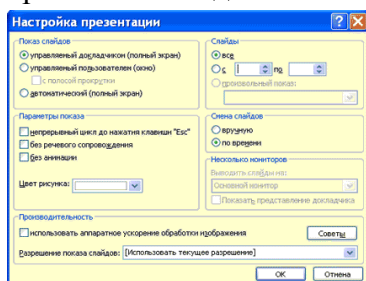 Настройка презентации
Показ слайдов
управляемый докладчиком (полный экран)
управляемый пользователем (окно)
с полосой прокрутки
автоматический (полный экран)
Слайды
все
с по
произвольный показ:
Параметры показа
непрерывный цикл до нажатия клавиши "Esc"
без речевого сопровождения
без анимации
Цвет рисунка:
Смена слайдов
вручную
по времени
Несколько мониторов
Выводить слайды на:
Основной монитор
Показать представление докладчика
Производительность
использовать аппаратное ускорение обработки изображения
Советы
Разрешение показа слайдов: [Использовать текущее разрешение]
ОК Отмена